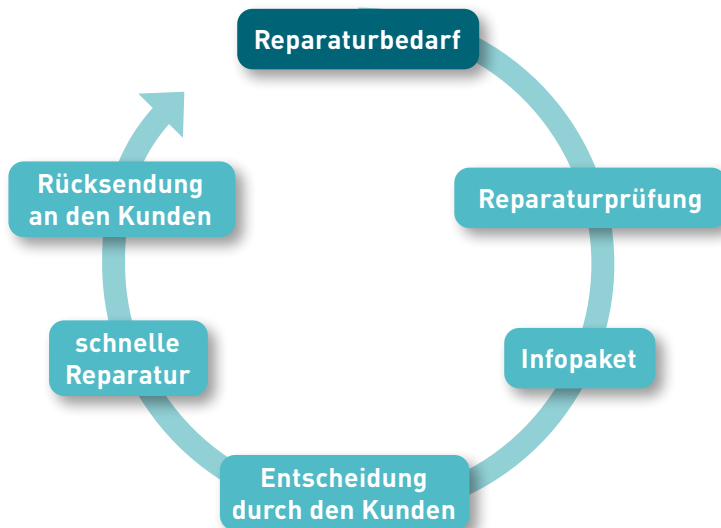 Reparaturbedarf
Reparaturprüfung
Infopaket
Entscheidung
durch den Kunden
schnelle
Reparatur
Rücksendung
an den Kunden